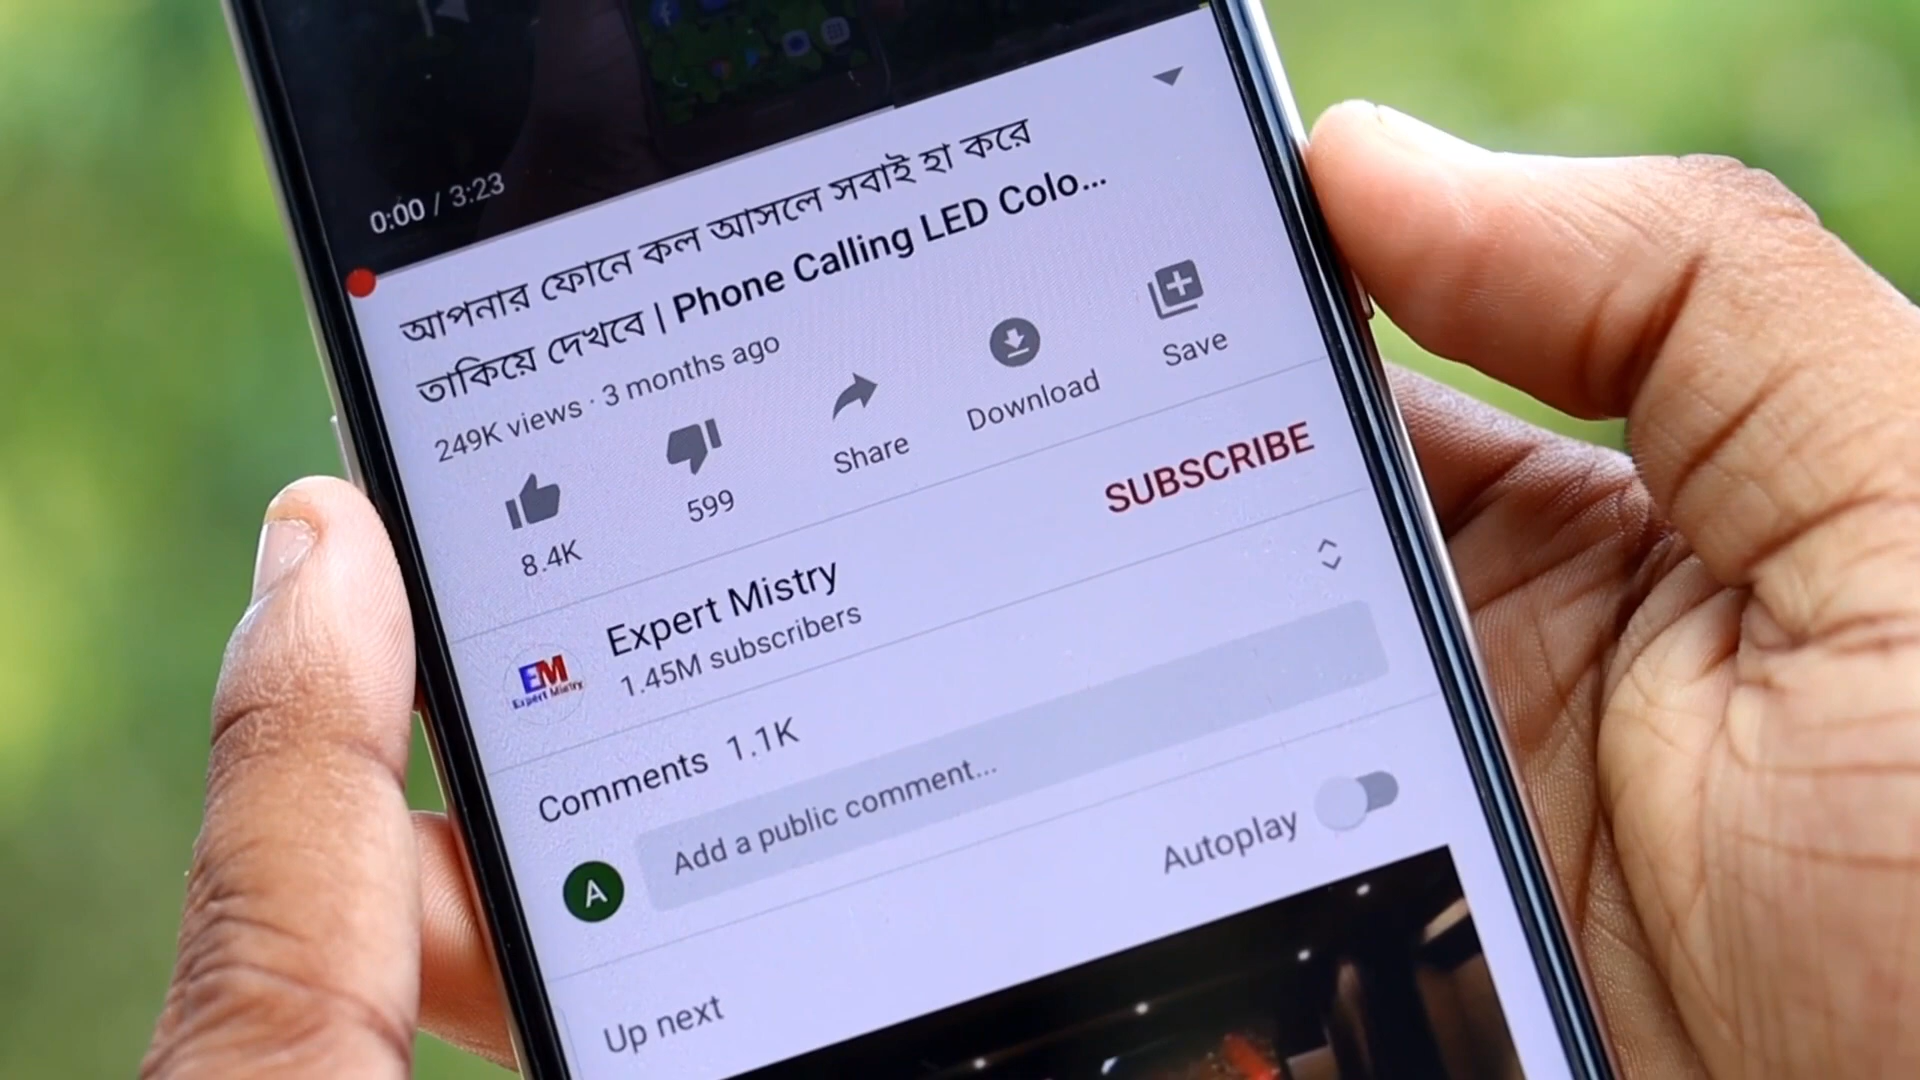 0:00 / 3:23
আপনার ফোনে কল আসলে সবাই হা করে
তাকিয়ে দেখবে | Phone Calling LED Colo...
249K views · 3 months ago
8.4K
599
Share
Download
Save
Expert Mistry
1.45M subscribers
SUBSCRIBE
EM
Expert Mistry
Comments 1.1K
A
Add a public comment...
Autoplay
Up next